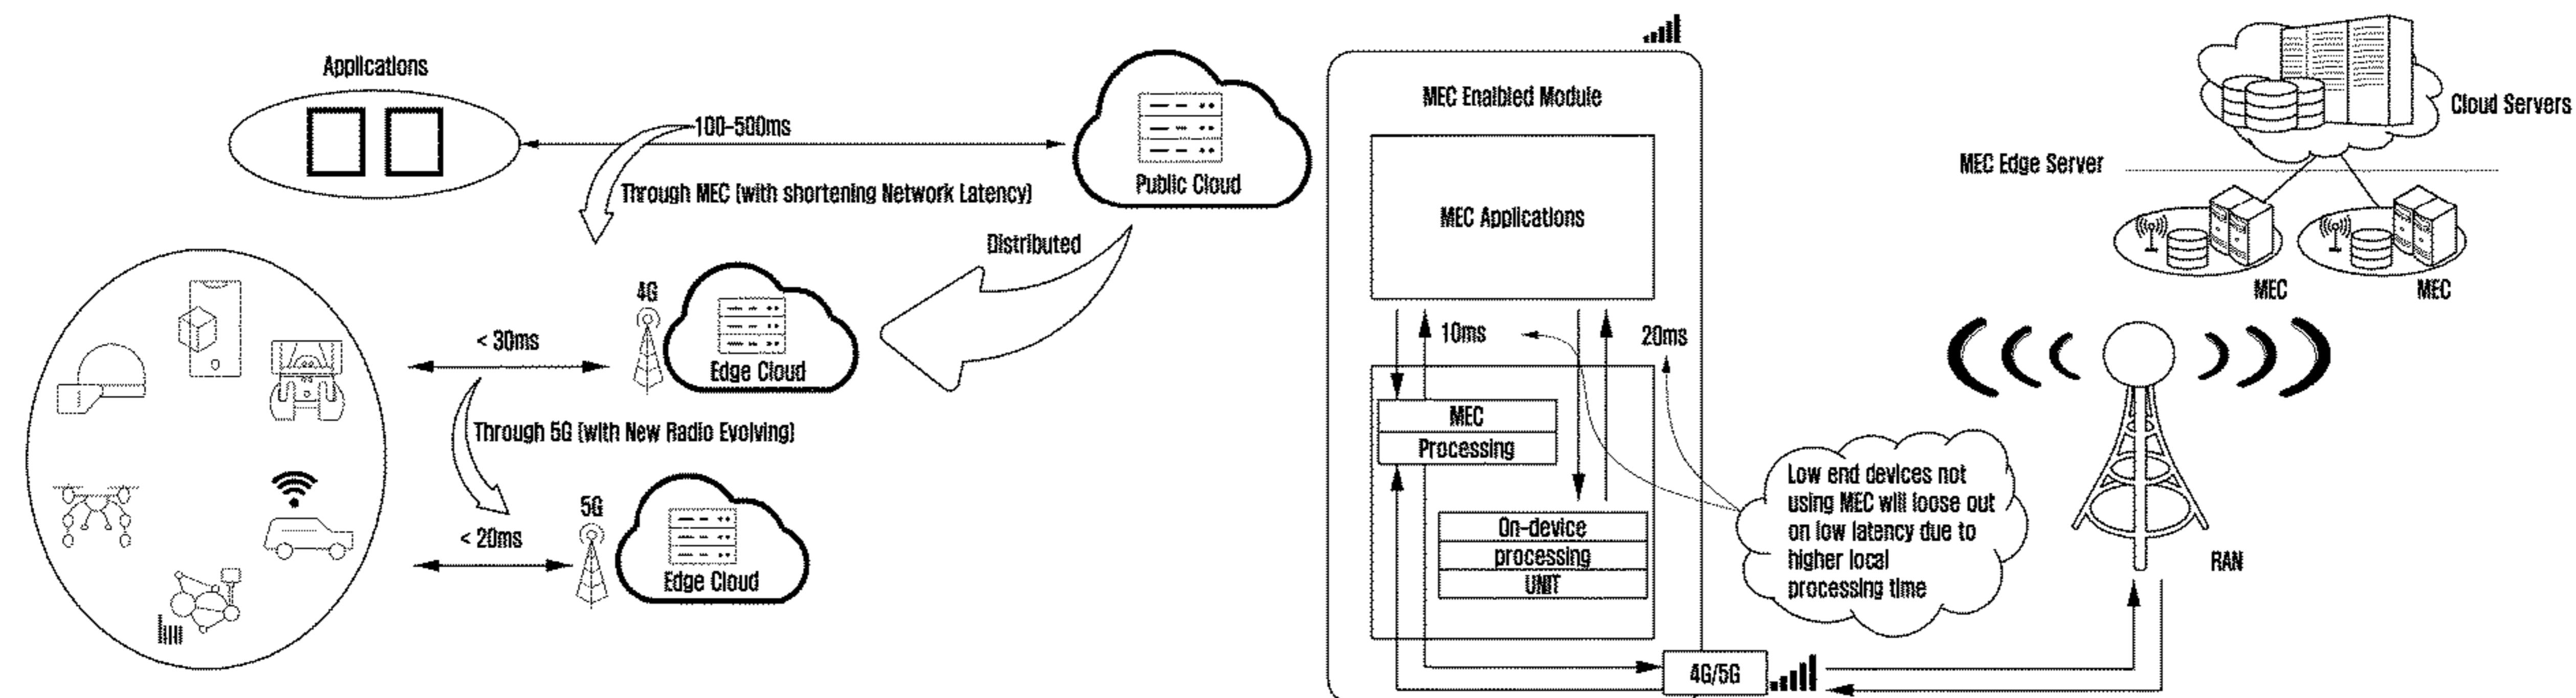 Applications
100-500ms
Through MEC (with shortening Network Latency)
Public Cloud
Distributed
4G
< 30ms
Edge Cloud
Through 5G (with New Radio Evolving)
5G
< 20ms
Edge Cloud
MEC Enalbled Module
MEC Applications
10ms
20ms
MEC
Processing
On-device
processing
UNIT
4G/5G
Low end devices not
using MEC will loose out
on low latency due to
higher local
processing time
Cloud Servers
MEC Edge Server
MEC
MEC
RAN